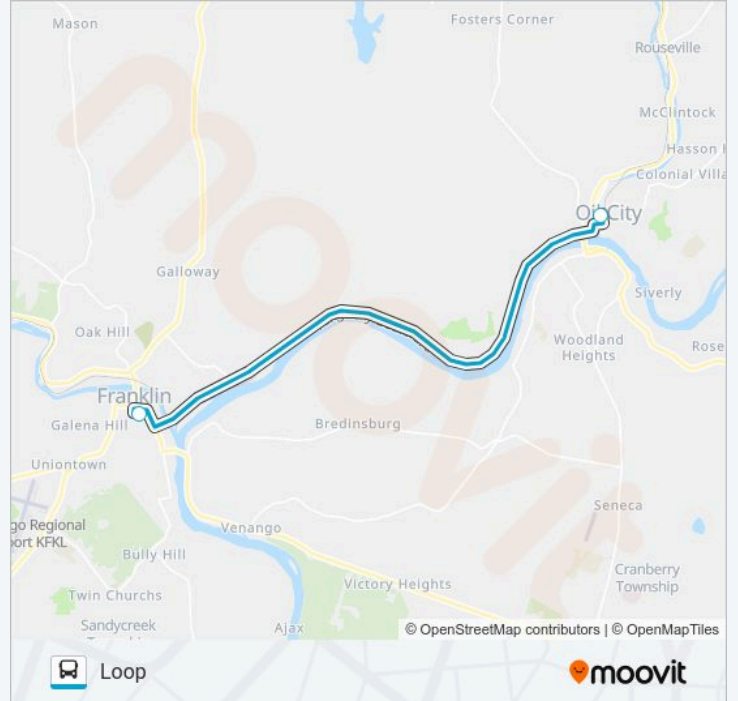 Mason
Fosters Corner
Rouseville
McClintock
Hasson H
Colonial Villa
Oil City
Galloway
Siverly
Oak Hill
Woodland
Heights
Rose
Franklin
Galena Hill
Bredinsburg
Uniontown
Seneca
go Regional
ort KFKL
Venango
Bully Hill
Cranberry
Township
Victory Heights
Twin Churchs
Sandycreek
Ajax
© OpenStreetMap contributors | © OpenMapTiles
moovit
Loop
moovit